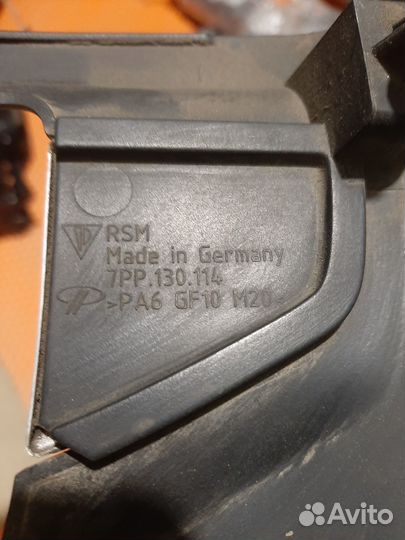 RSM
Made in Germany
7PP.130.114
>PA6 GF10 M20<
Avito